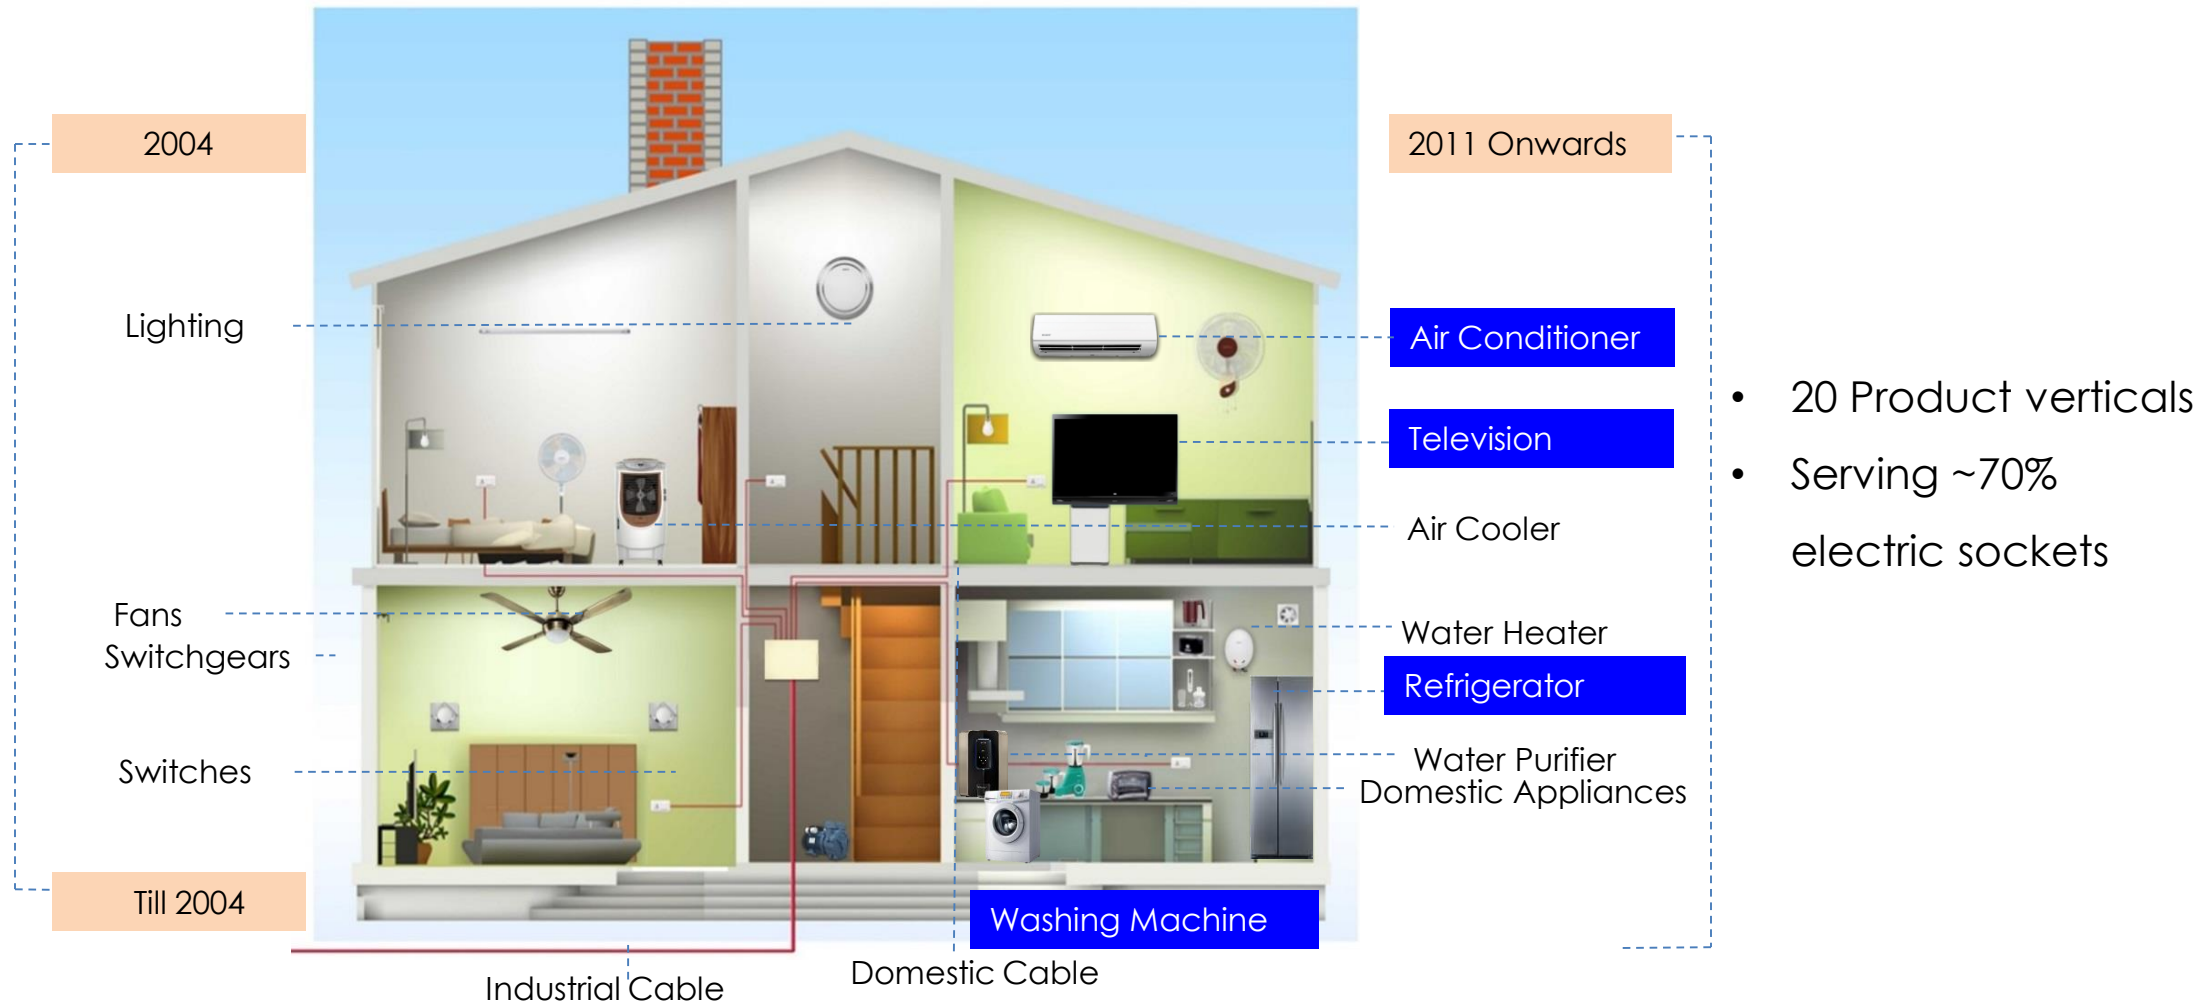 2004
Lighting
Fans
Switchgears
Switches
Till 2004
Industrial Cable
Domestic Cable
Washing Machine
2011 Onwards
Air Conditioner
Television
Air Cooler
Water Heater
Refrigerator
Water Purifier
Domestic Appliances
• 20 Product verticals
• Serving ~70%
electric sockets